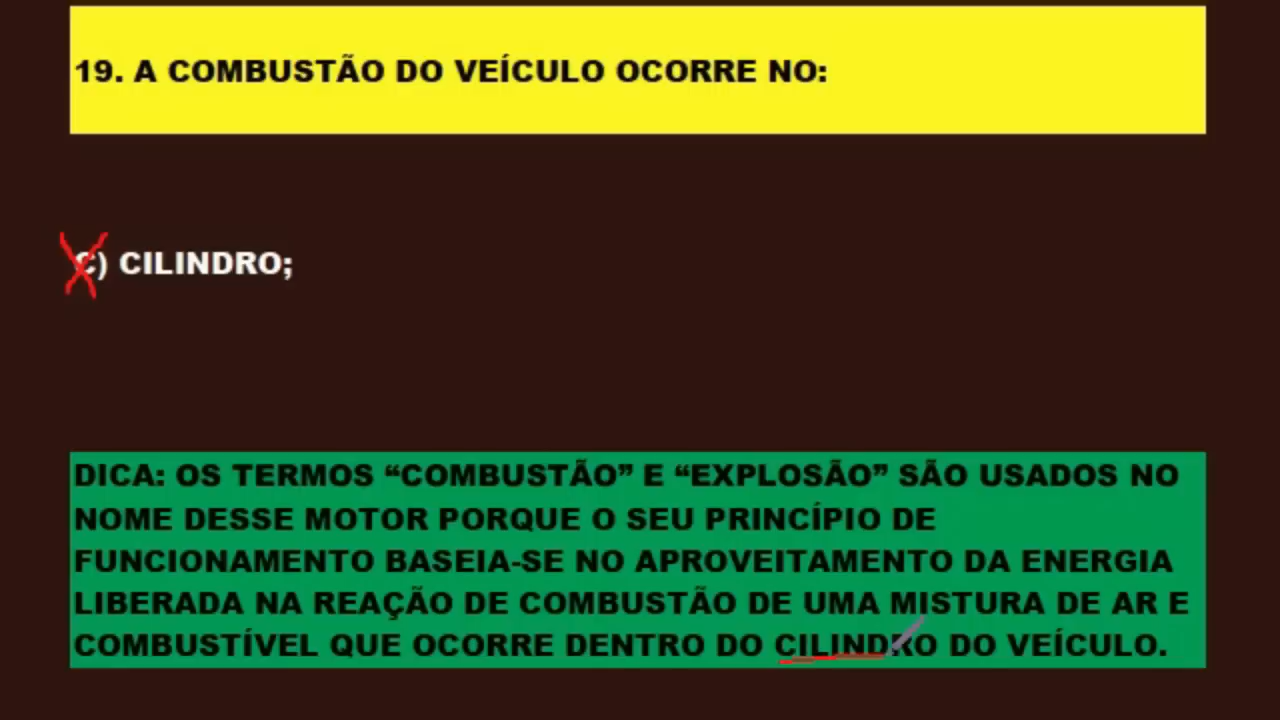 19. A COMBUSTÃO DO VEÍCULO OCORRE NO:
C) CILINDRO;
DICA: OS TERMOS “COMBUSTÃO” E “EXPLOSÃO” SÃO USADOS NO
NOME DESSE MOTOR PORQUE O SEU PRINCÍPIO DE
FUNCIONAMENTO BASEIA-SE NO APROVEITAMENTO DA ENERGIA
LIBERADA NA REAÇÃO DE COMBUSTÃO DE UMA MISTURA DE AR E
COMBUSTÍVEL QUE OCORRE DENTRO DO CILINDRO DO VEÍCULO.